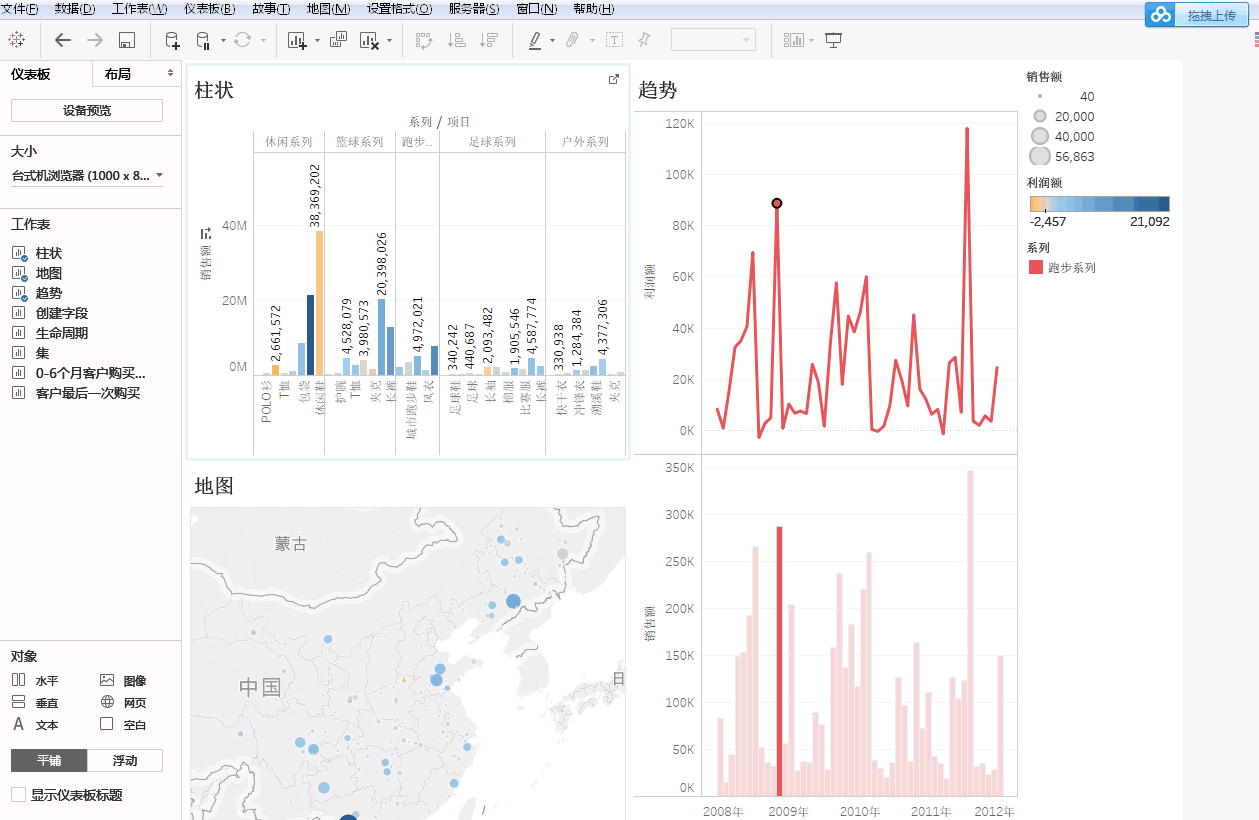 文件(F) 数据(D) 工作表(W) 仪表板(B) 故事(T) 地图(M) 设置格式(O) 服务器(S) 窗口(N) 帮助(H)
拖拽上传
仪表板 布局
设备预览
大小
台式机浏览器 (1000 x 8...
工作表
柱状
地图
趋势
创建字段
生命周期
集
0-6个月客户购买...
客户最后一次购买
对象
水平 图像
垂直 网页
A 文本 空白
平铺 浮动
显示仪表板标题
柱状
系列 / 项目
休闲系列 篮球系列 跑步.. 足球系列 户外系列
销售额
40M
20M
0M
2,661,572
38,369,202
4,528,079
3,980,573
20,398,026
4,972,021
340,242
440,687
2,093,482
1,905,546
4,587,774
330,938
1,284,384
4,377,306
POLO衫
T恤
包袋
休闲鞋
护腕
T恤
夹克
长裤
城市跑步鞋
风衣
足球鞋
足球
长袖
棉服
比赛服
长裤
快干衣
冲锋衣
溯溪鞋
夹克
地图
蒙古
中国
日
趋势
利润额
120K
100K
80K
60K
40K
20K
0K
销售额
350K
300K
250K
200K
150K
100K
50K
0K
2008年 2009年 2010年 2011年 2012年
销售额
40
20,000
40,000
56,863
利润额
-2,457 21,092
系列
跑步系列